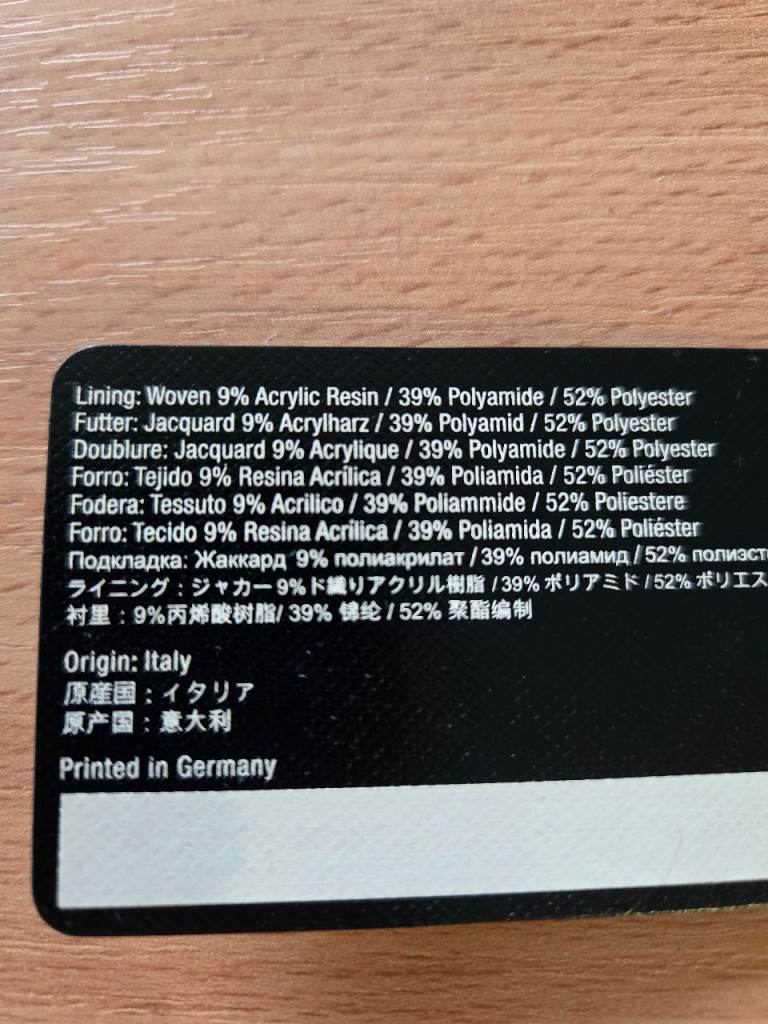 Lining: Woven 9% Acrylic Resin / 39% Polyamide / 52% Polyester
Futter: Jacquard 9% Acrylharz / 39% Polyamid / 52% Polyester
Doublure: Jacquard 9% Acrylique / 39% Polyamide / 52% Polyester
Forro: Tejido 9% Resina Acrílica / 39% Poliamida / 52% Poliéster
Fodera: Tessuto 9% Acrilico / 39% Poliammide / 52% Poliestere
Forro: Tecido 9% Resina Acrílica / 39% Poliamida / 52% Poliéster
Подкладка: Жаккард 9% полиакрилат / 39% полиамид / 52% полиэст
ライニング：ジャカー 9%ド織りアクリル樹脂 / 39% ポリアミド / 52% ポリエス
衬里：9%丙烯酸树脂/ 39% 锦纶 / 52% 聚酯编制
Origin: Italy
原産国：イタリア
原产国：意大利
Printed in Germany